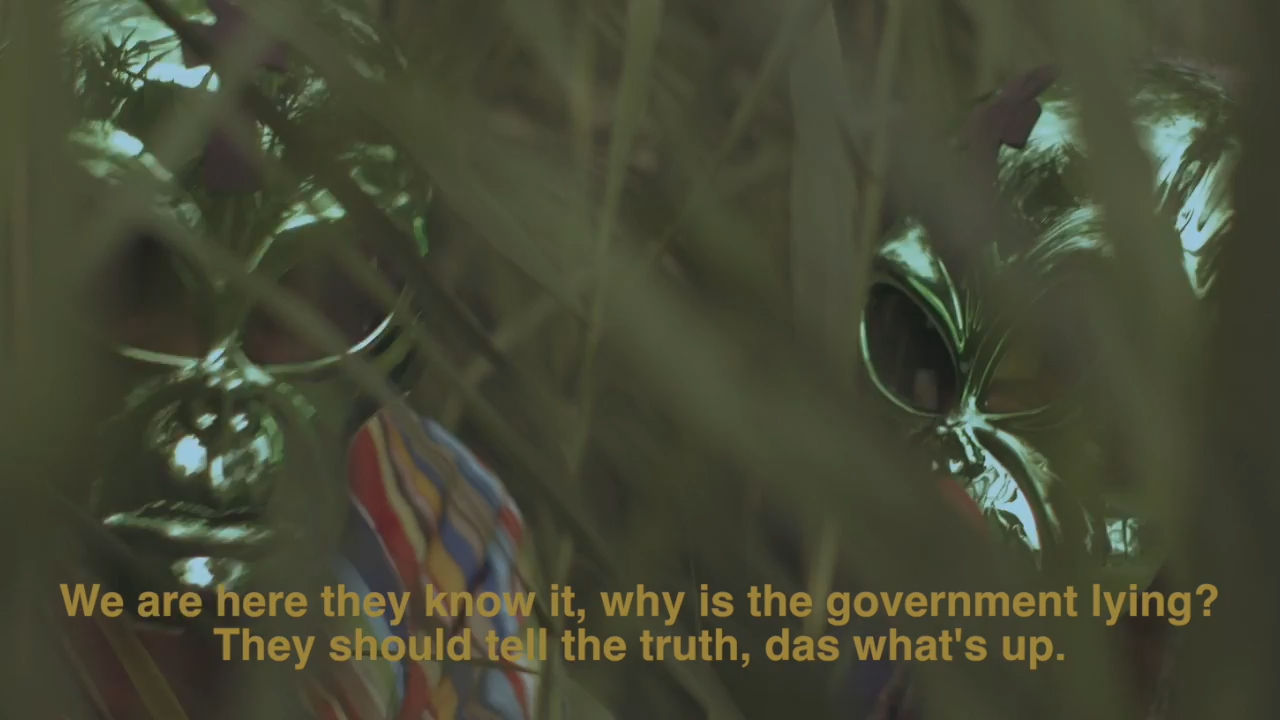 We are here they know it, why is the government lying?
They should tell the truth, das what's up.